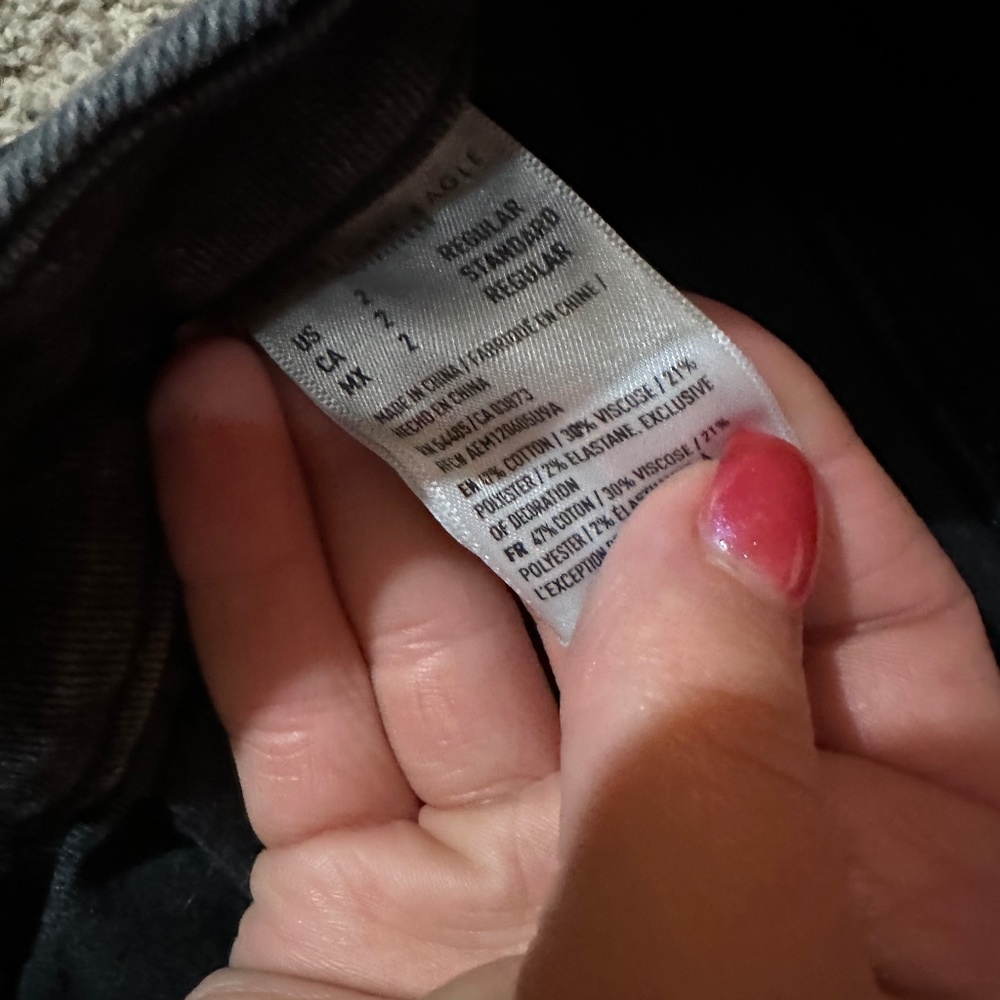 US 2 REGULAR
CA 2 STANDARD
MX 2 REGULAR
MADE IN CHINA / FABRIQUÉ EN CHINE /
HECHO EN CHINA
RN 54485 / CA 03873
EN 47% COTTON / 30% VISCOSE / 21%
POLYESTER / 2% ELASTANE, EXCLUSIVE
OF DECORATION
FR 47% COTON / 30% VISCOSE / 21%
POLYESTER / 2%
L'EXCEPTION